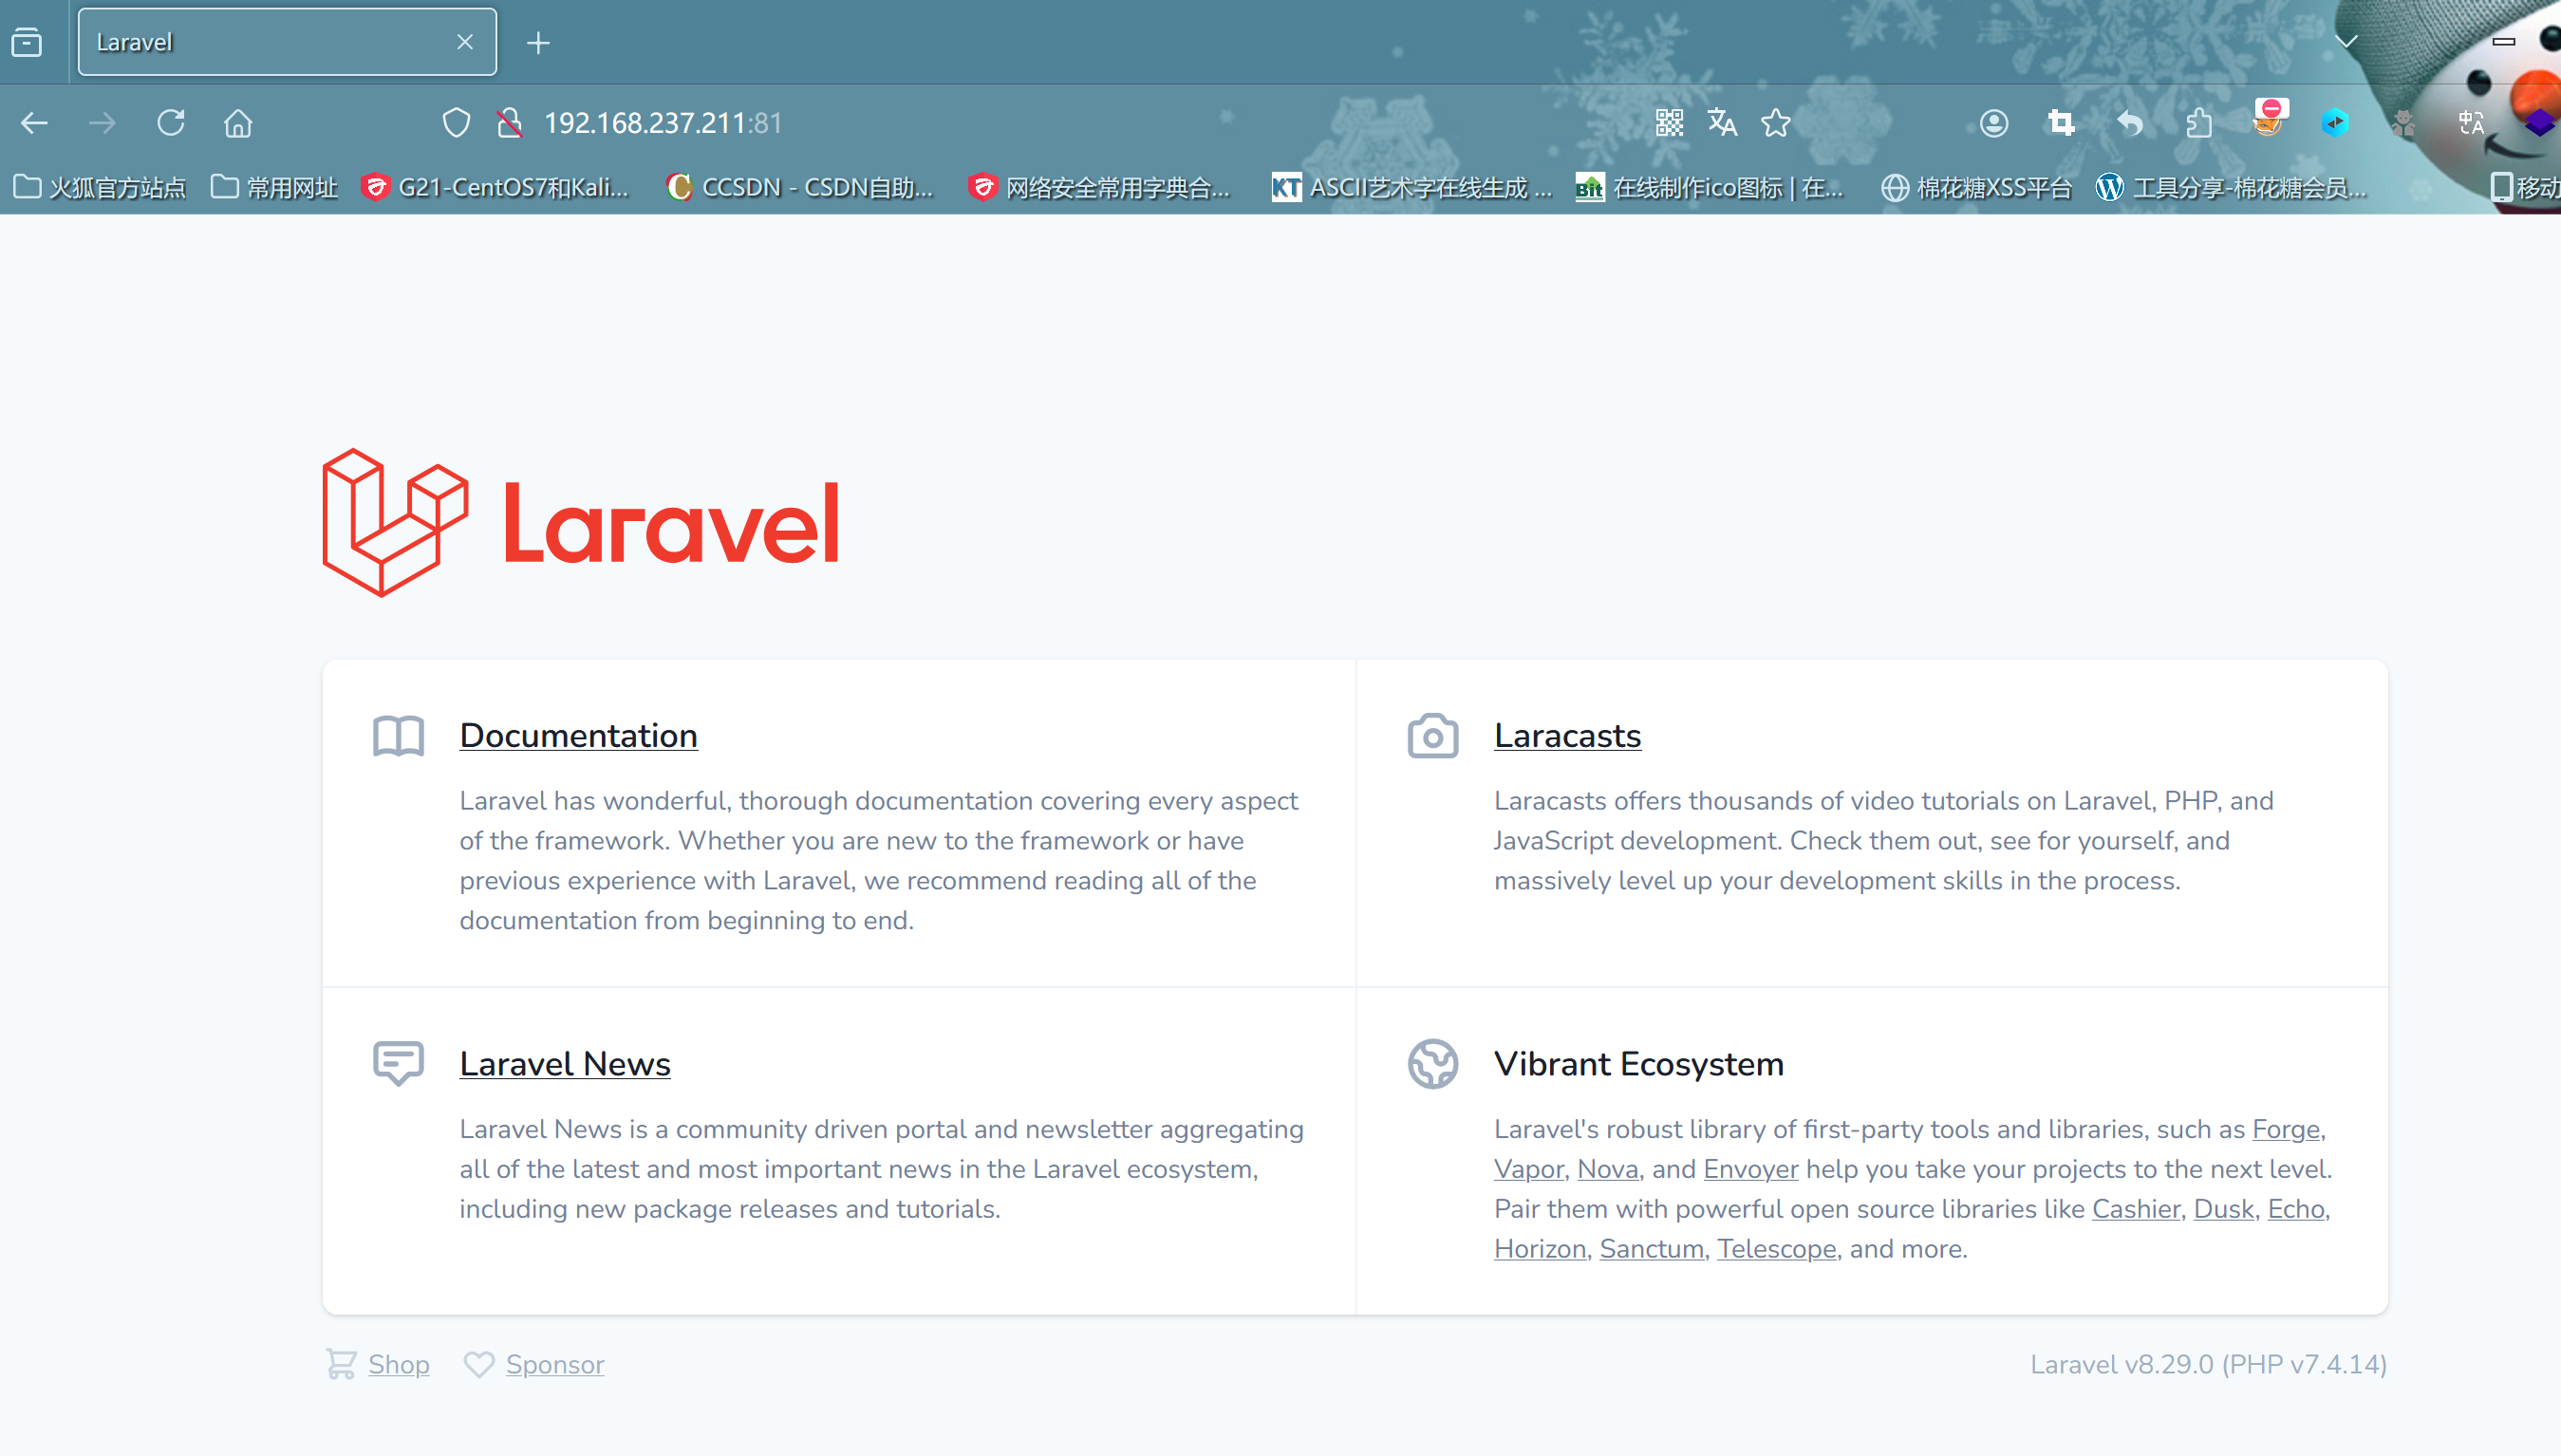 Laravel
192.168.237.211:81
火狐官方站点 常用网址 G21-CentOS7和Kali... CCSDN - CSDN自助... 网络安全常用字典合... ASCII艺术字在线生成 ... 在线制作ico图标 | 在... 棉花糖XSS平台 工具分享-棉花糖会员... 移动
Laravel
Documentation
Laravel has wonderful, thorough documentation covering every aspect
of the framework. Whether you are new to the framework or have
previous experience with Laravel, we recommend reading all of the
documentation from beginning to end.
Laracasts
Laracasts offers thousands of video tutorials on Laravel, PHP, and
JavaScript development. Check them out, see for yourself, and
massively level up your development skills in the process.
Laravel News
Laravel News is a community driven portal and newsletter aggregating
all of the latest and most important news in the Laravel ecosystem,
including new package releases and tutorials.
Vibrant Ecosystem
Laravel's robust library of first-party tools and libraries, such as Forge,
Vapor, Nova, and Envoyer help you take your projects to the next level.
Pair them with powerful open source libraries like Cashier, Dusk, Echo,
Horizon, Sanctum, Telescope, and more.
Shop Sponsor
Laravel v8.29.0 (PHP v7.4.14)